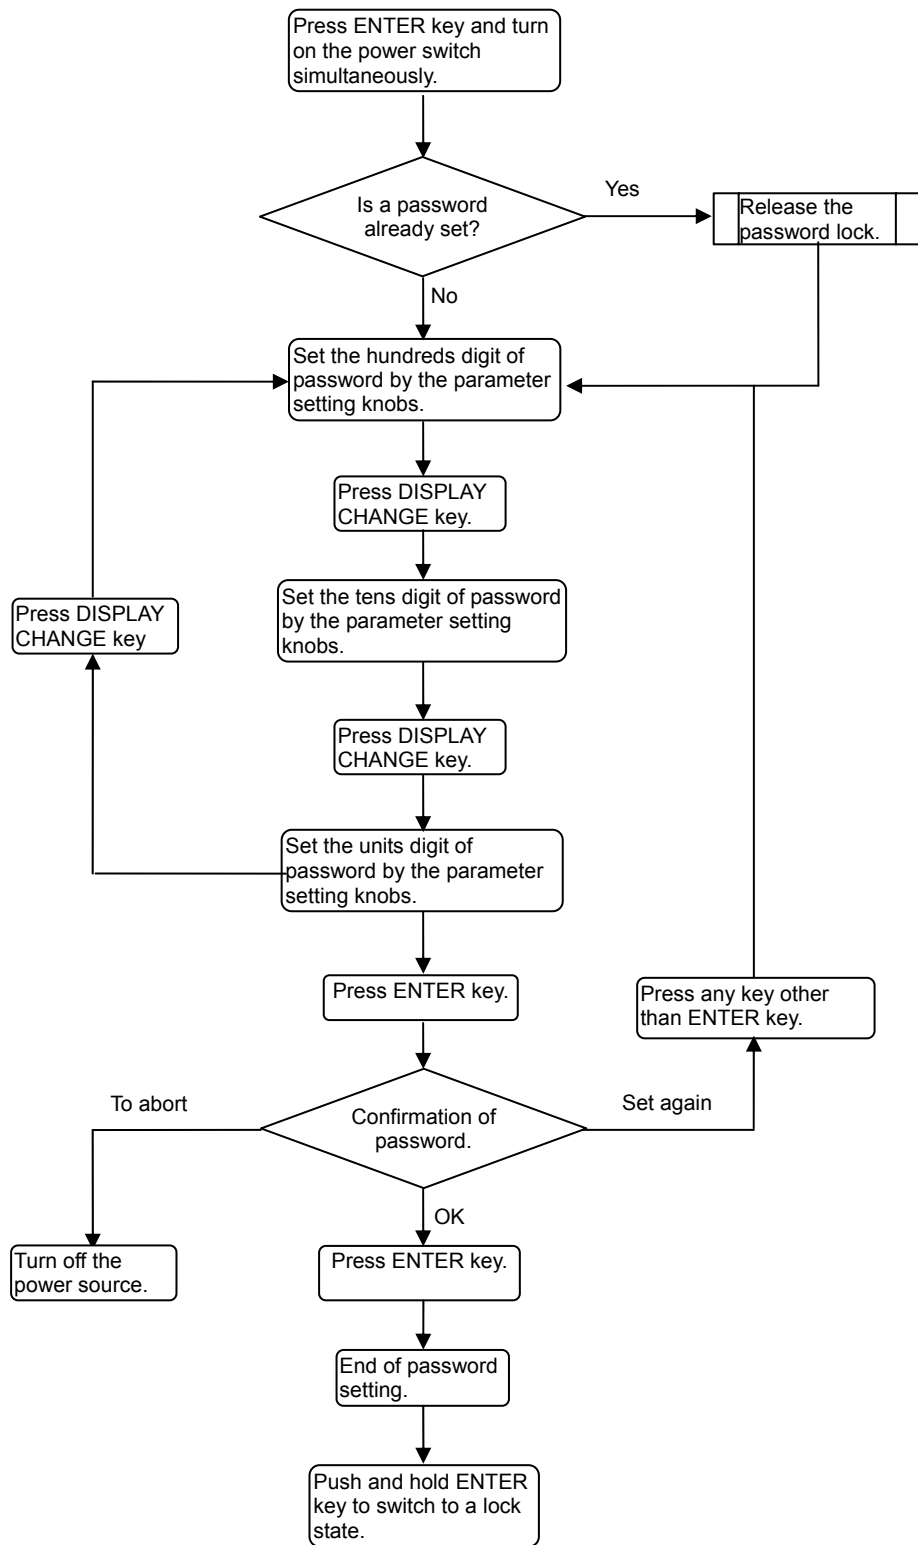 Press ENTER key and turn
on the power switch
simultaneously.
Is a password
already set?
Yes
Release the
password lock.
No
Set the hundreds digit of
password by the parameter
setting knobs.
Press DISPLAY
CHANGE key.
Set the tens digit of password
by the parameter setting
knobs.
Press DISPLAY
CHANGE key
Press DISPLAY
CHANGE key.
Set the units digit of
password by the parameter
setting knobs.
Press ENTER key.
Press any key other
than ENTER key.
To abort
Confirmation of
password.
Set again
OK
Turn off the
power source.
Press ENTER key.
End of password
setting.
Push and hold ENTER
key to switch to a lock
state.